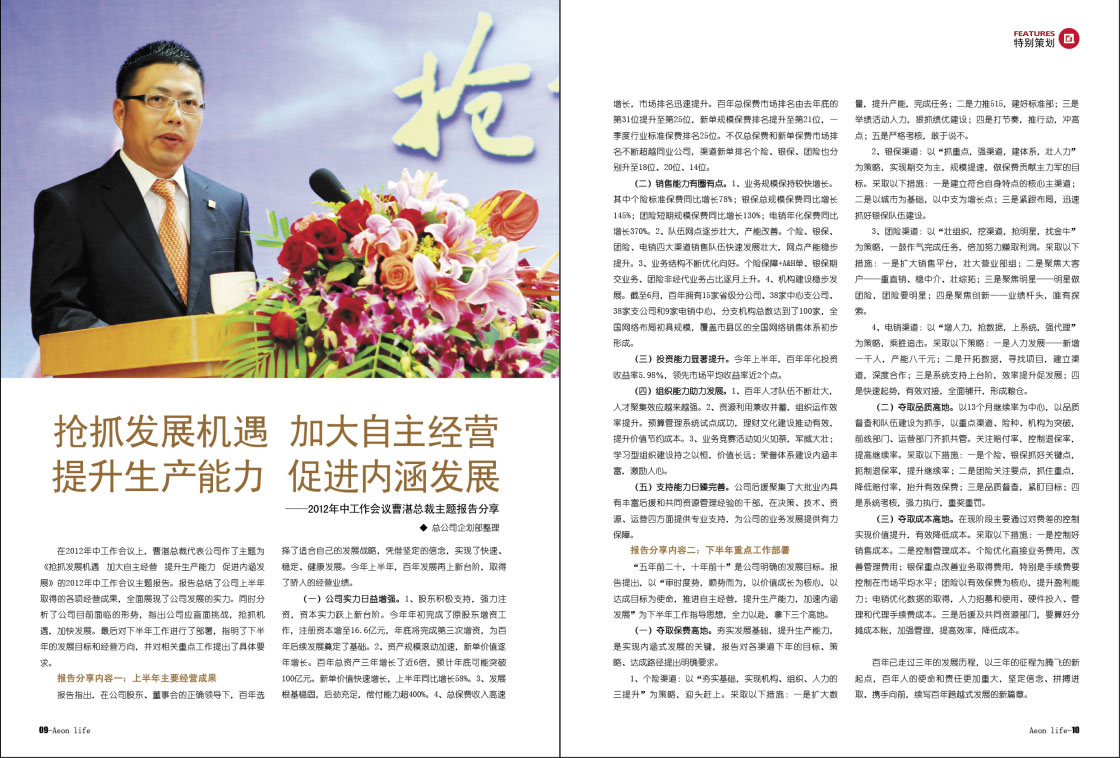 抢
FEATURES
特别策划
抢抓发展机遇 加大自主经营
提升生产能力 促进内涵发展
——2012年中工作会议曹湛总裁主题报告分享
◆ 总公司企划部整理
在2012年中工作会议上，曹湛总裁代表公司作了主题为
《抢抓发展机遇 加大自主经营 提升生产能力 促进内涵发
展》的2012年中工作会主题报告。报告总结了公司上半年
取得的各项经营成果，全面展现了公司发展的实力。同时分
析了公司目前面临的形势，指出公司应直面挑战，抢抓机
遇，加快发展。最后对下半年工作进行了部署，指明了下半
年的发展目标和经营方向，并对相关重点工作提出了具体要
求。
报告分享内容一：上半年主要经营成果
报告指出，在公司股东、董事会的正确领导下，百年选
择了适合自己的发展战略，凭借坚定的信念，实现了快速、
稳定、健康发展。今年上半年，百年发展再上新台阶，取得
了骄人的经营业绩。
（一）公司实力日益增强。1、股东积极支持，强力注
资，资本实力跃上新台阶。今年年初完成了原股东增资工
作，注册资本增至16.6亿元，年底将完成第三次增资，为百
年后续发展奠定了基础。2、资产规模滚动加速，新单价值逐
年增长。百年总资产三年增长了近6倍，预计年底可能突破
100亿元。新单价值快速增长，上半年同比增长58%。3、发展
根基稳固，后劲充足，偿付能力超400%。4、总保费收入高速
09-Aeon life
增长，市场排名迅速提升。百年总保费市场排名由去年底的
第31位提升至第25位，新单规模保费排名提升至第21位，一
季度行业标准保费排名25位。不仅总保费和新单保费市场排
名不断超越同业公司，渠道新单排名个险、银保、团险也分
别升至18位、20位、14位。
（二）销售能力有圈有点。1、业务规模保持较快增长。
其中个险标准保费同比增长78%；银保总规模保费同比增长
145%；团险短期规模保费同比增长130%；电销年化保费同比
增长370%。2、队伍网点逐步壮大，产能改善。个险、银保、
团险、电销四大渠道销售队伍快速发展壮大，网点产能稳步
提升。3、业务结构不断优化向好。个险保障+A&H单、银保期
交业务、团险非经代业务占比逐月上升。4、机构建设稳步发
展。截至6月，百年拥有15家省级分公司、38家中心支公司、
38家支公司和9家电销中心，分支机构总数达到了100家，全
国网络布局初具规模，覆盖市县区的全国网络销售体系初步
形成。
（三）投资能力显著提升。今年上半年，百年年化投资
收益率5.98%，领先市场平均收益率近2个点。
（四）组织能力助力发展。1、百年人才队伍不断壮大，
人才聚集效应越来越强。2、资源利用兼收并蓄，组织运作效
率提升。预算管理系统试点成功，理财文化建设推动有效，
提升价值节约成本。3、业务竞赛活动如火如荼，军威大壮；
学习型组织建设持之以恒，价值长远；荣誉体系建设内涵丰
富，激励人心。
（五）支持能力日臻完善。公司后援聚集了大批业内具
有丰富后援和共同资源管理经验的干部，在决策、技术、资
源、运营四方面提供专业支持，为公司的业务发展提供有力
保障。
报告分享内容二：下半年重点工作部署
“五年前二十，十年前十”是公司明确的发展目标。报
告提出，以“审时度势，顺势而为，以价值成长为核心，以
达成目标为使命，推进自主经营，提升生产能力，加速内涵
发展”为下半年工作指导思想，全力以赴，拿下三个高地。
（一）夺取保费高地。夯实发展基础，提升生产能力，
是实现内涵式发展的关键，报告对各渠道下年的目标、策
略、达成路径提出明确要求。
1、个险渠道：以“夯实基础，实现机构、组织、人力的
三提升”为策略，迎头赶上。采取以下措施：一是扩大数
量，提升产能，完成任务；二是力推515，建好标准部；三是
举绩活动人力，狠抓绩优建设；四是打节奏，推行动，冲高
点；五是严格考核，敢于说不。
2、银保渠道：以“抓重点，强渠道，建体系，壮人力”
为策略，实现期交为主，规模提速，做保费贡献主力军的目
标。采取以下措施：一是建立符合自身特点的核心主渠道；
二是以城市为基础，以中支为增长点；三是紧跟布局，迅速
抓好银保队伍建设。
3、团险渠道：以“壮组织，挖渠道，抢明星，找金牛”
为策略，一鼓作气完成任务，倍加努力赚取利润。采取以下
措施：一是扩大销售平台，壮大营业部组；二是聚焦大客
户——重直销、稳中介、壮综拓；三是聚焦明星——明星做
团险，团险要明星；四是聚焦创新——业绩杆头，唯有探
索。
4、电销渠道：以“增人力，抢数据，上系统，强代理”
为策略，乘胜追击。采取以下策略：一是人力发展——新增
一千人，产能八千元；二是开拓数据，寻找项目，建立渠
道，深度合作；三是系统支持上台阶，效率提升促发展；四
是快速起势，有效对接，全面铺开，形成粮仓。
（二）夺取品质高地。以13个月继续率为中心，以品质
督查和队伍建设为抓手，以重点渠道、险种、机构为突破，
前线部门、运营部门齐抓共管。关注赔付率，控制退保率，
提高继续率。采取以下措施：一是个险、银保抓好关键点，
扼制退保率，提升继续率；二是团险关注要点，抓住重点，
降低赔付率，抬升有效保费；三是品质督查，紧盯目标；四
是系统考核，强力执行，重奖重罚。
（三）夺取成本高地。在现阶段主要通过对费差的控制
实现价值提升，有效降低成本。采取以下措施：一是控制好
销售成本。二是控制管理成本。个险优化直接业务费用，改
善管理费用；银保重点改善业务取得费用，特别是手续费要
控制在市场平均水平；团险以有效保费为核心，提升盈利能
力；电销优化数据的取得，人力招募和使用、硬件投入、管
理和代理手续费成本。三是后援及共同资源部门，要算好分
摊成本账，加强管理，提高效率，降低成本。
百年已走过三年的发展历程，以三年的征程为腾飞的新
起点，百年人的使命和责任更加重大，坚定信念、拼搏进
取、携手向前，续写百年跨越式发展的新篇章。
Aeon life-10